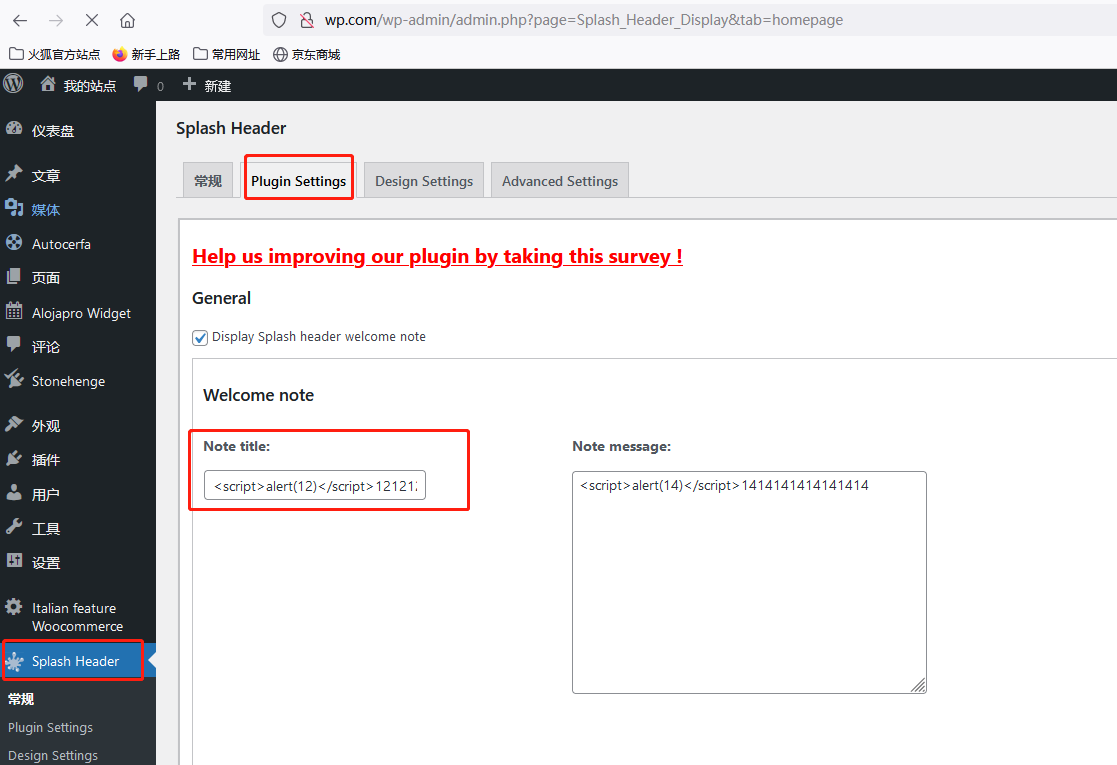 wp.com/wp-admin/admin.php?page=Splash_Header_Display&tab=homepage
火狐官方站点 新手上路 常用网址 京东商城
我的站点 0 新建
仪表盘
文章
媒体
Autocerfa
页面
Alojapro Widget
评论
Stonehenge
外观
插件
用户
工具
设置
Italian feature
Woocommerce
Splash Header
常规
Plugin Settings
Design Settings
Splash Header
常规 Plugin Settings Design Settings Advanced Settings
Help us improving our plugin by taking this survey !
General
Display Splash header welcome note
Welcome note
Note title:
<script>alert(12)</script>12121
Note message:
<script>alert(14)</script>1414141414141414